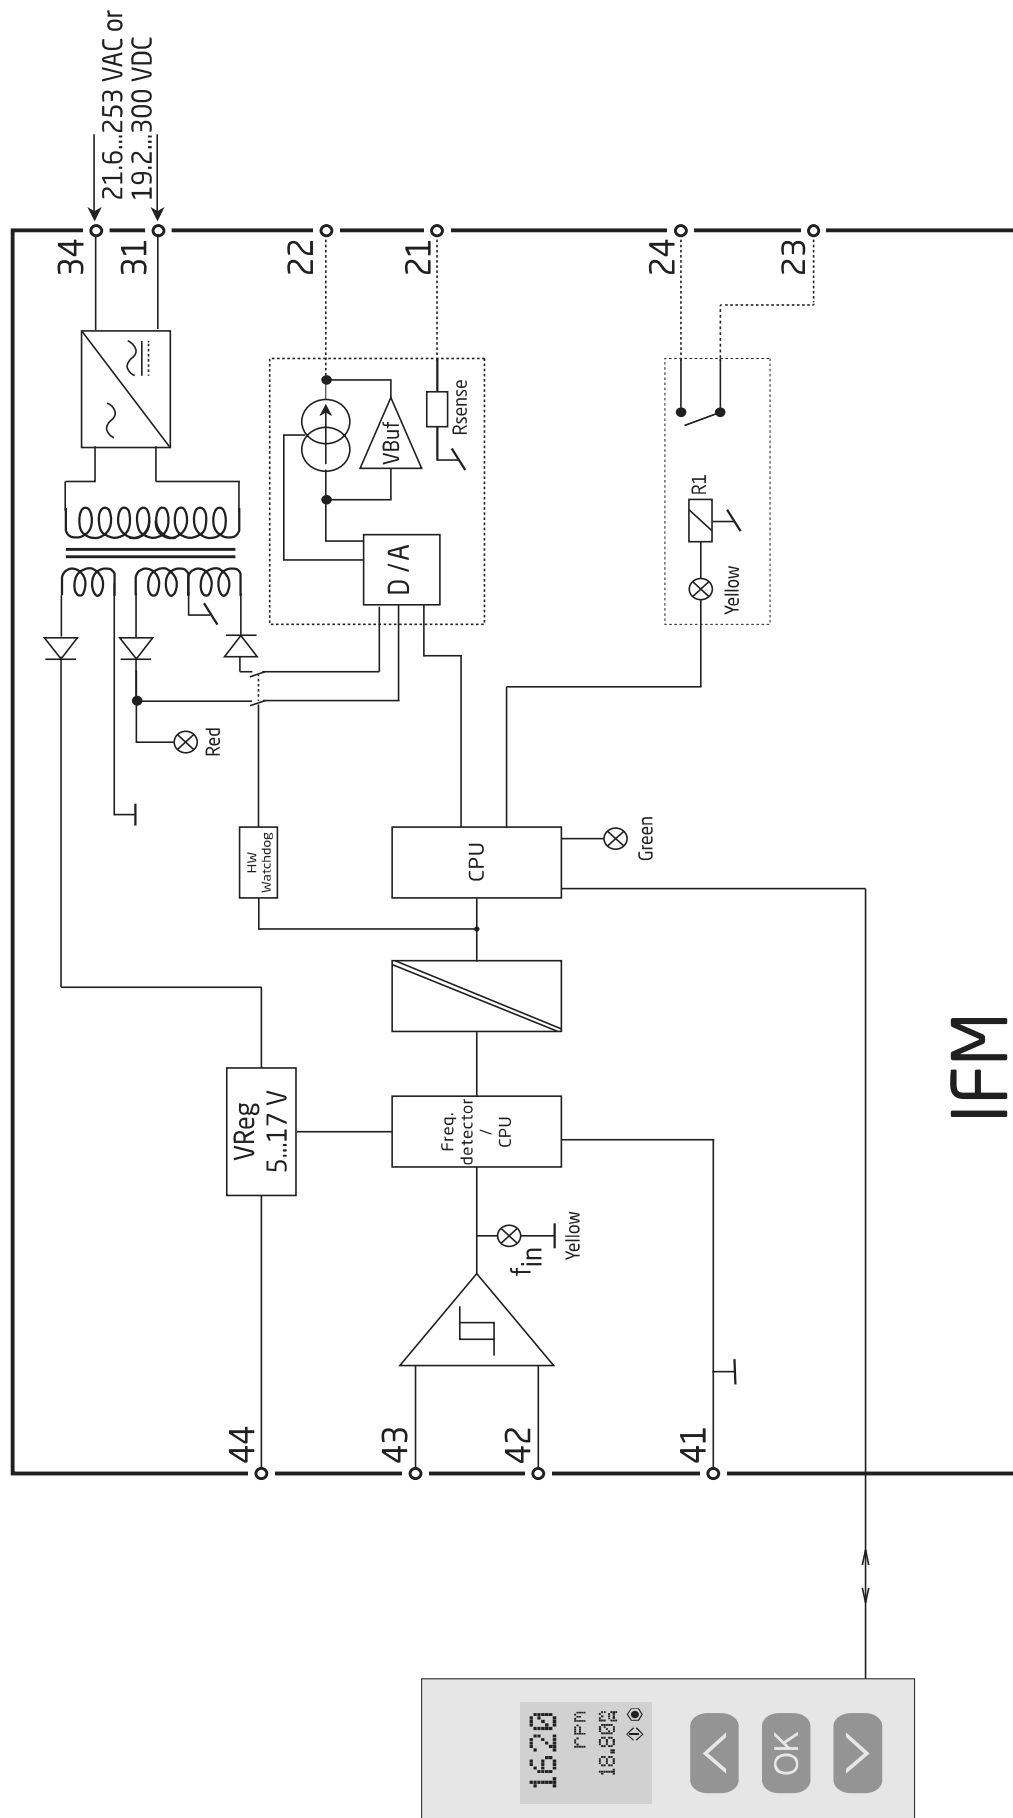 34
21.6...253 VAC or
31
19.2...300 VDC
Red
44
VReg
5...17 V
HW
Watchdog
22
D /A
VBuf
43
21
Rsense
Freq.
detector
/
CPU
CPU
42
fin
Yellow
Green
1620
rpm
18.80mA
41
24
R1
Yellow
23
OK
IFM